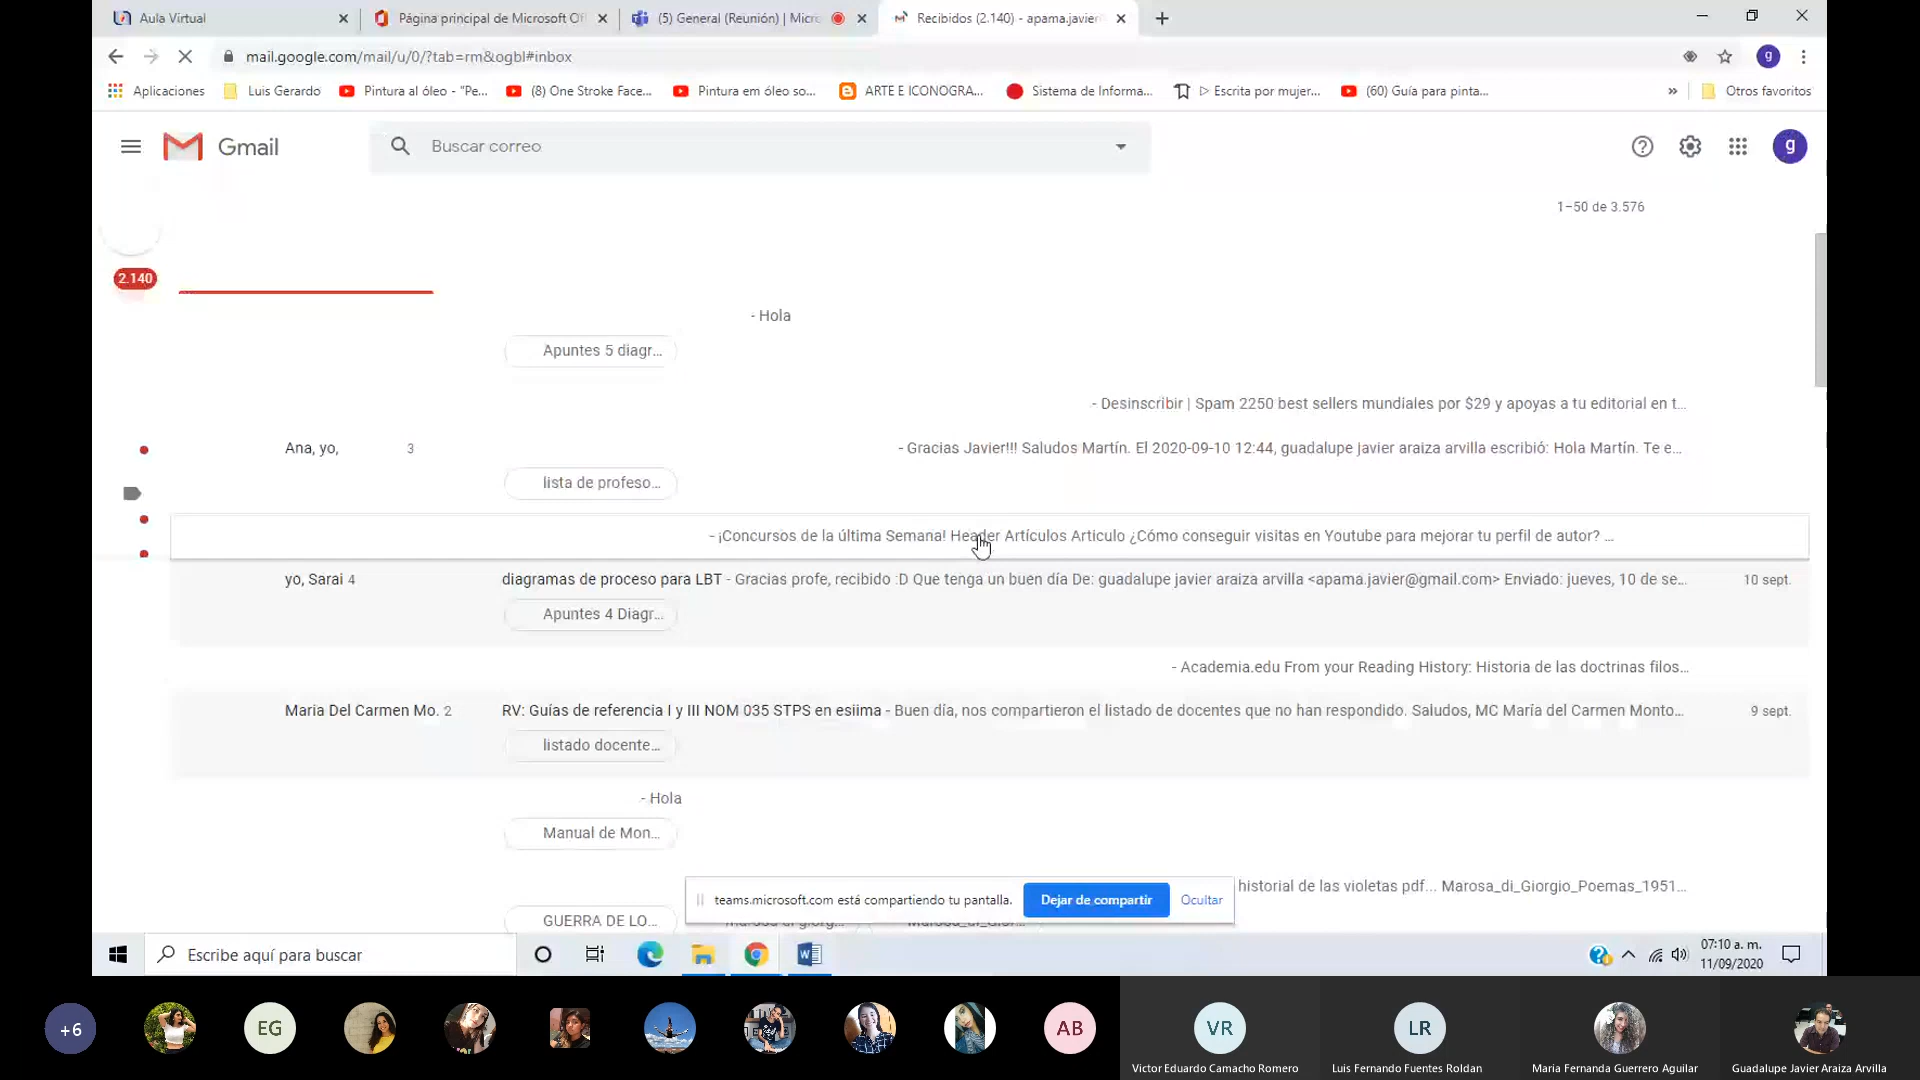 Aula Virtual
Página principal de Microsoft Of
(5) General (Reunión) | Micro
Recibidos (2.140) - apama.javier
mail.google.com/mail/u/0/?tab=rm&ogbl#inbox
g
Aplicaciones
Luis Gerardo
Pintura al óleo - "Pe...
(8) One Stroke Face...
Pintura em óleo so...
ARTE E ICONOGRA...
Sistema de Informa...
▷ Escrita por mujer...
(60) Guía para pinta...
»
Otros favoritos
Gmail
Buscar correo
g
1–50 de 3.576
2.140
- Hola
Apuntes 5 diagr...
- Desinscribir | Spam 2250 best sellers mundiales por $29 y apoyas a tu editorial en t...
Ana, yo, 3
- Gracias Javier!!! Saludos Martín. El 2020-09-10 12:44, guadalupe javier araiza arvilla escribió: Hola Martín. Te e...
lista de profeso...
- ¡Concursos de la última Semana! Header Artículos Articulo ¿Cómo conseguir visitas en Youtube para mejorar tu perfil de autor? ...
yo, Sarai 4
diagramas de proceso para LBT - Gracias profe, recibido :D Que tenga un buen día De: guadalupe javier araiza arvilla <apama.javier@gmail.com> Enviado: jueves, 10 de se...
10 sept.
Apuntes 4 Diagr...
- Academia.edu From your Reading History: Historia de las doctrinas filos...
Maria Del Carmen Mo. 2
RV: Guías de referencia I y III NOM 035 STPS en esiima - Buen día, nos compartieron el listado de docentes que no han respondido. Saludos, MC María del Carmen Monto...
9 sept.
listado docente...
- Hola
Manual de Mon...
historial de las violetas pdf... Marosa_di_Giorgio_Poemas_1951...
teams.microsoft.com está compartiendo tu pantalla.
Dejar de compartir
Ocultar
GUERRA DE LO...
Escribe aquí para buscar
07:10 a. m.
11/09/2020
+6
EG
AB
VR
LR
Victor Eduardo Camacho Romero
Luis Fernando Fuentes Roldan
Maria Fernanda Guerrero Aguilar
Guadalupe Javier Araiza Arvilla